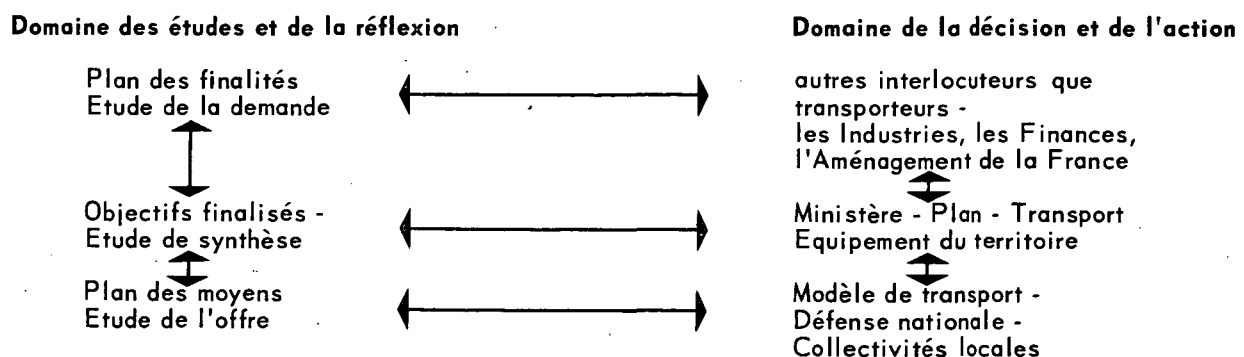 Domaine des études et de la réflexion
Domaine de la décision et de l'action
Plan des finalités
Etude de la demande
autres interlocuteurs que
transporteurs -
les Industries, les Finances,
l'Aménagement de la France
Objectifs finalisés -
Etude de synthèse
Ministère - Plan - Transport
Equipement du territoire
Plan des moyens
Etude de l'offre
Modèle de transport -
Défense nationale -
Collectivités locales